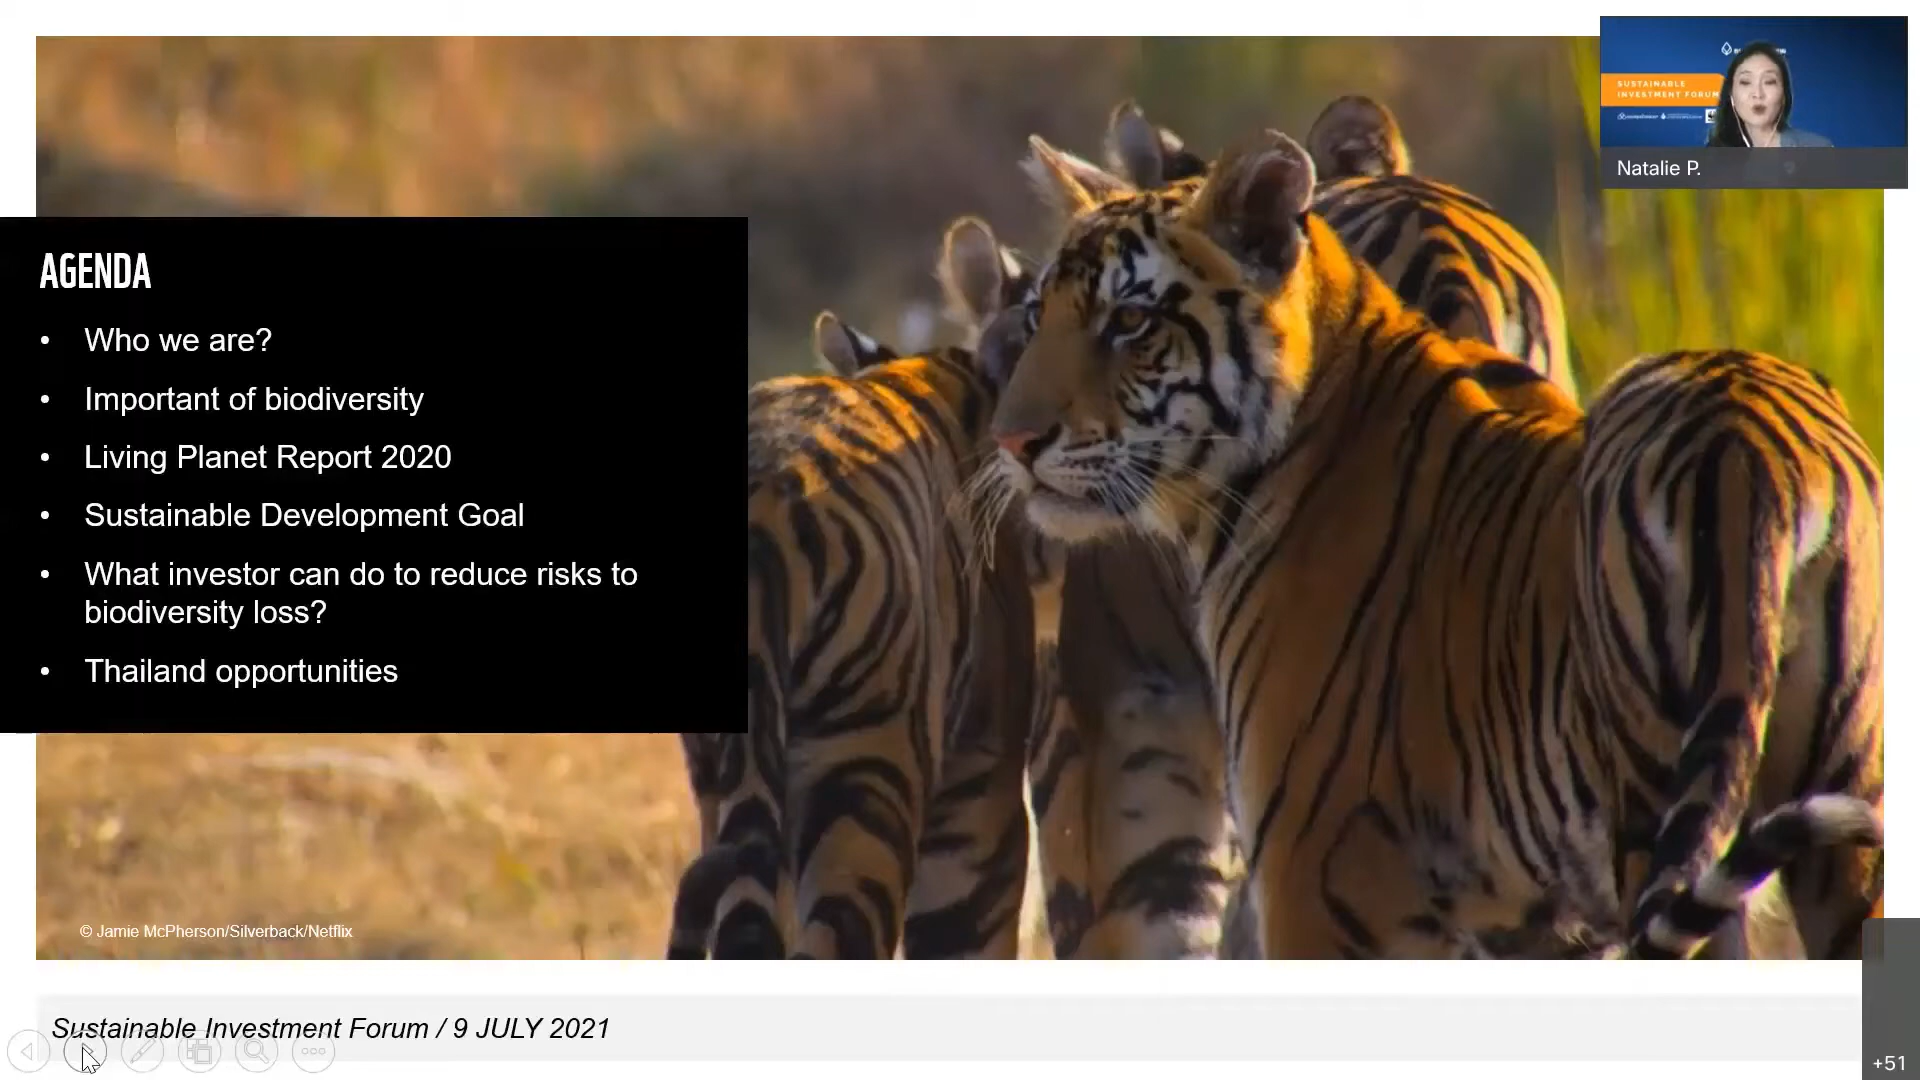 SUSTAINABLE
INVESTMENT FORUM
Natalie P.
AGENDA
• Who we are?
• Important of biodiversity
• Living Planet Report 2020
• Sustainable Development Goal
• What investor can do to reduce risks to
biodiversity loss?
• Thailand opportunities
© Jamie McPherson/Silverback/Netflix
Sustainable Investment Forum / 9 JULY 2021
+51